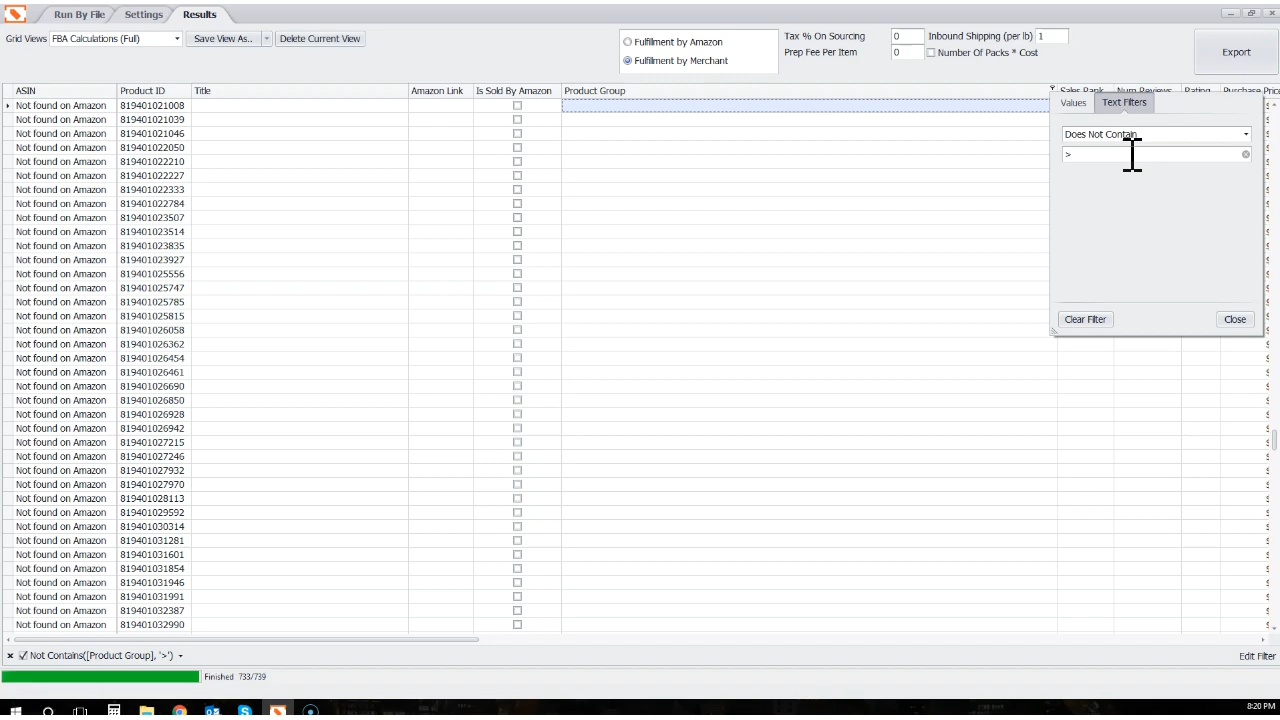 Run By File Settings Results
Grid Views FBA Calculations (Full) Save View As.. Delete Current View
Fulfillment by Amazon
Fulfillment by Merchant
Tax % On Sourcing 0 Inbound Shipping (per lb) 1
Prep Fee Per Item 0 Number Of Packs * Cost
Export
ASIN Product ID Title Amazon Link Is Sold By Amazon Product Group Sales Rank Num Reviews Rating Purchase Price
Not found on Amazon 819401021008
Not found on Amazon 819401021039
Not found on Amazon 819401021046
Not found on Amazon 819401022050
Not found on Amazon 819401022210
Not found on Amazon 819401022227
Not found on Amazon 819401022333
Not found on Amazon 819401022784
Not found on Amazon 819401023507
Not found on Amazon 819401023514
Not found on Amazon 819401023835
Not found on Amazon 819401023927
Not found on Amazon 819401025556
Not found on Amazon 819401025747
Not found on Amazon 819401025785
Not found on Amazon 819401025815
Not found on Amazon 819401026058
Not found on Amazon 819401026362
Not found on Amazon 819401026454
Not found on Amazon 819401026461
Not found on Amazon 819401026690
Not found on Amazon 819401026850
Not found on Amazon 819401026928
Not found on Amazon 819401026942
Not found on Amazon 819401027215
Not found on Amazon 819401027246
Not found on Amazon 819401027932
Not found on Amazon 819401027970
Not found on Amazon 819401028113
Not found on Amazon 819401029592
Not found on Amazon 819401030314
Not found on Amazon 819401031281
Not found on Amazon 819401031601
Not found on Amazon 819401031854
Not found on Amazon 819401031946
Not found on Amazon 819401031991
Not found on Amazon 819401032387
Not found on Amazon 819401032990
Values Text Filters
Does Not Contain
>
Clear Filter Close
Not Contains([Product Group], '>') Edit Filter
Finished 733/739
8:20 PM